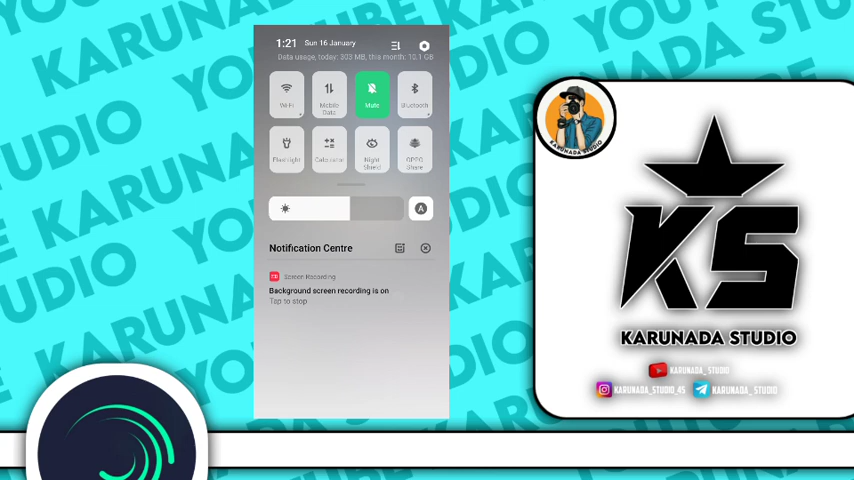 1:21 Sun 16 January
Data usage, today: 303 MB, this month: 10.1 GB
Wi-Fi
Mobile Data
Mute
Bluetooth
Flashlight
Calculator
Night Shield
OPPO Share
A
Notification Centre
Screen Recording
Background screen recording is on
Tap to stop
KARUNADA STUDIO
KS
KARUNADA STUDIO
KARUNADA_STUDIO
KARUNADA_STUDIO_45
KARUNADA_STUDIO
YOUTUBE
KARUNADA
STUDIO